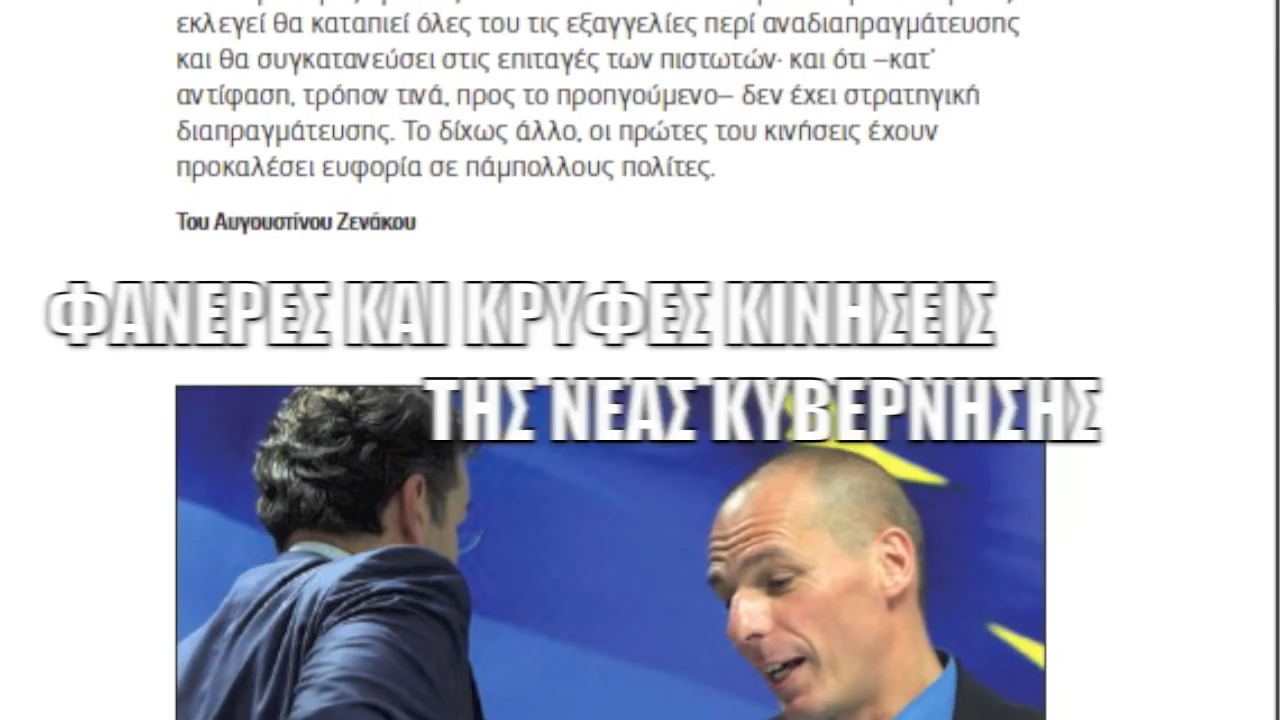 εκλεγεί θα καταπιεί όλες του τις εξαγγελίες περί αναδιαπραγμάτευσης
και θα συγκατανεύσει στις επιταγές των πιστωτών· και ότι –κατ’
αντίφαση, τρόπον τινά, προς το προηγούμενο– δεν έχει στρατηγική
διαπραγμάτευσης. Το δίχως άλλο, οι πρώτες του κινήσεις έχουν
προκαλέσει ευφορία σε πάμπολλους πολίτες.
Του Αυγουστίνου Ζενάκου
ΦΑΝΕΡΕΣ ΚΑΙ ΚΡΥΦΕΣ ΚΙΝΗΣΕΙΣ
ΤΗΣ ΝΕΑΣ ΚΥΒΕΡΝΗΣΗΣ